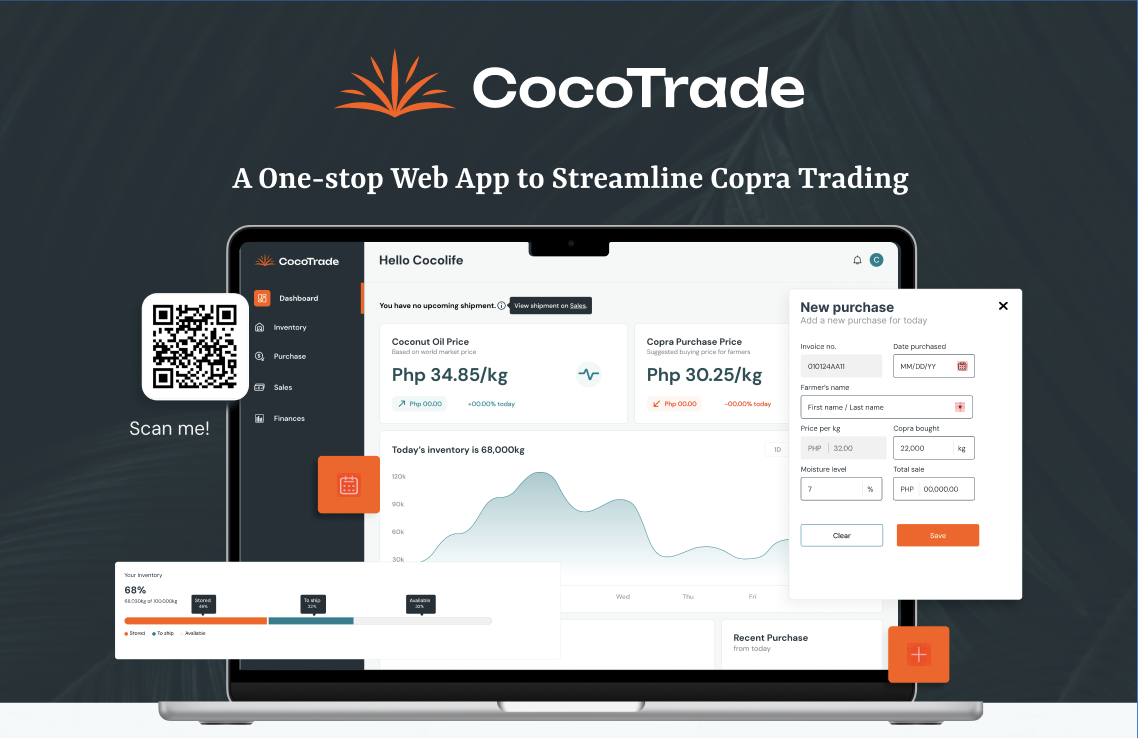 CocoTrade
A One-stop Web App to Streamline Copra Trading
CocoTrade
Dashboard
Inventory
Purchase
Sales
Finances
Scan me!
Hello Cocolife
C
You have no upcoming shipment.
View shipment on Sales.
Coconut Oil Price
Based on world market price
Php 34.85/kg
Php 00.00
+00.00% today
Copra Purchase Price
Suggested buying price for farmers
Php 30.25/kg
Php 00.00
-00.00% today
Today's inventory is 68,000kg
1D
120k
90k
60k
30k
Wed
Thu
Fri
Recent Purchase
from today
New purchase
Add a new purchase for today
Invoice no.
Date purchased
010124AA11
MM/DD/YY
Farmer's name
First name / Last name
Price per kg
Copra bought
PHP 32.00
22,000 kg
Moisture level
Total sale
7 %
PHP 00,000.00
Clear
Save
Your inventory
68%
68,000kg of 100,000kg
Stored
To ship
22%
Available
Stored
To ship
Available